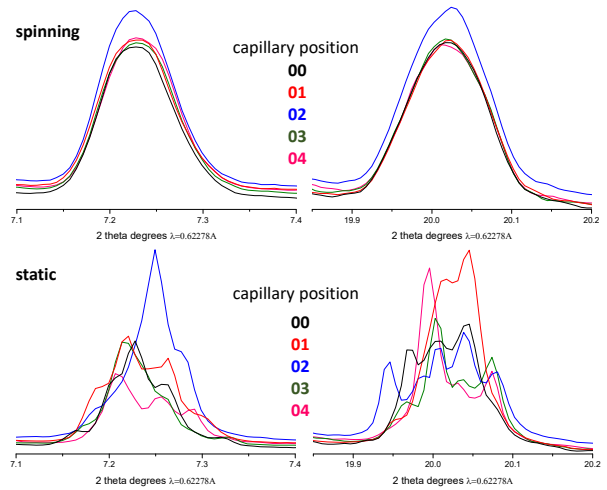 spinning
capillary position
00
01
02
03
04
7.1 7.2 7.3 7.4
2 theta degrees λ=0.62278A
19.9 20.0 20.1 20.2
2 theta degrees λ=0.62278A
static
capillary position
00
01
02
03
04
7.1 7.2 7.3 7.4
2 theta degrees λ=0.62278A
19.9 20.0 20.1 20.2
2 theta degrees λ=0.62278A